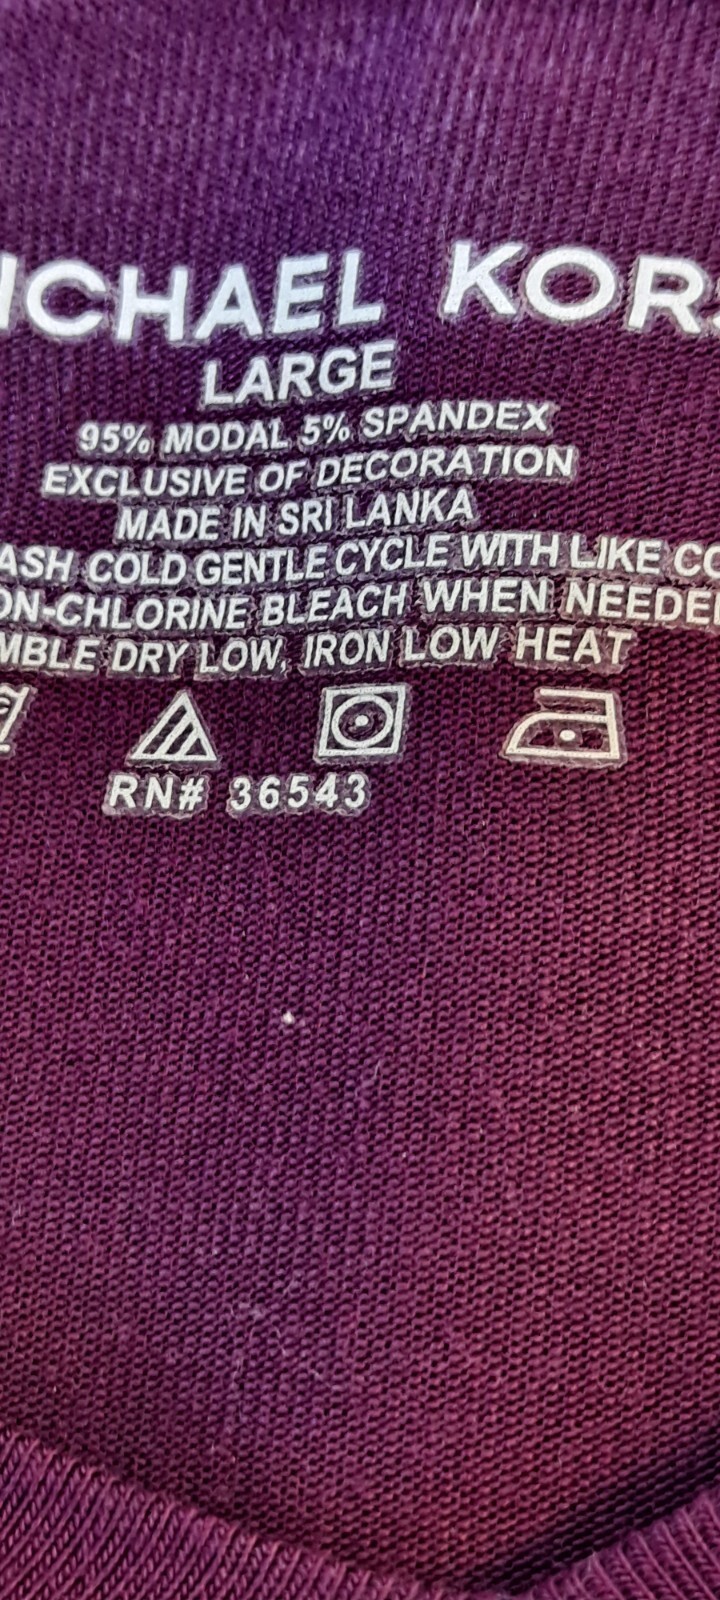 ICHAEL KORS
LARGE
95% MODAL 5% SPANDEX
EXCLUSIVE OF DECORATION
MADE IN SRI LANKA
ASH COLD GENTLE CYCLE WITH LIKE CO
ON-CHLORINE BLEACH WHEN NEEDE
MBLE DRY LOW, IRON LOW HEAT
RN# 36543